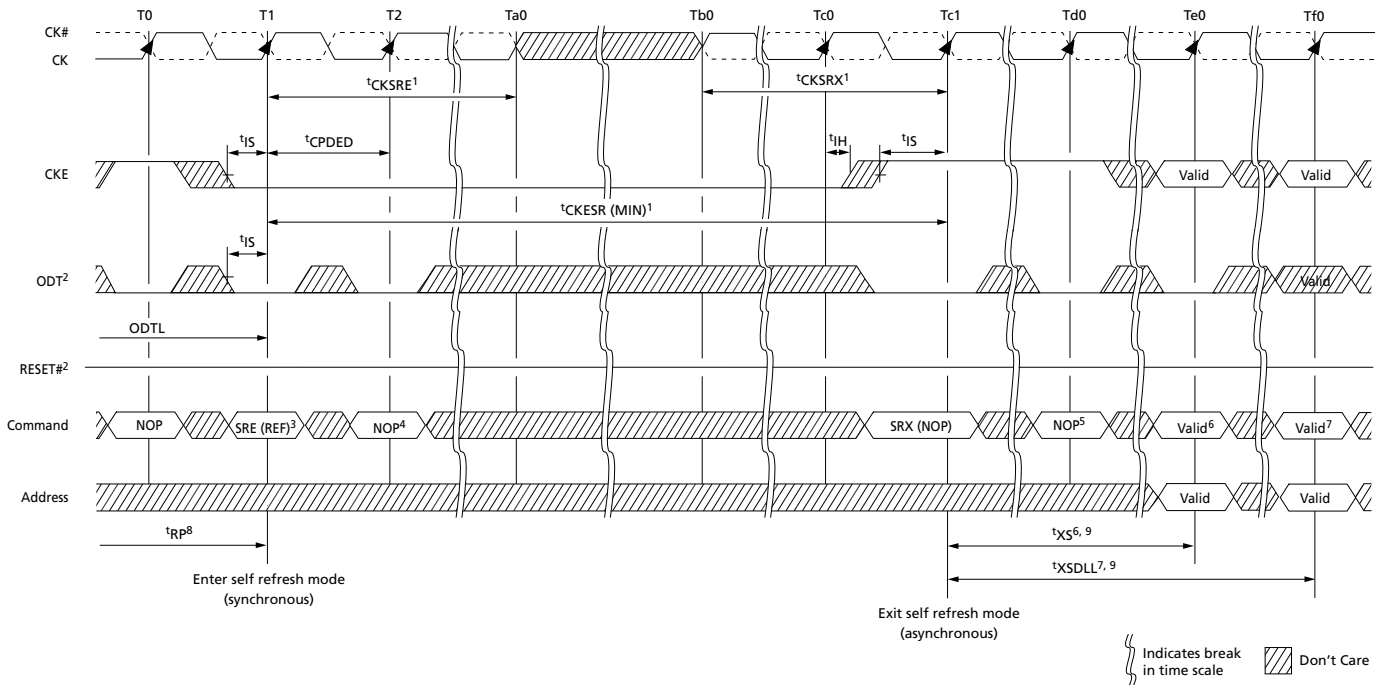 T0 T1 T2 Ta0 Tb0 Tc0 Tc1 Td0 Te0 Tf0
CK#
CK
tCKSRE1 tCKSRX1
tIS tCPDED tIH tIS
CKE Valid Valid
tCKESR (MIN)1
tIS
ODT2 Valid
ODTL
RESET#2
Command NOP SRE (REF)3 NOP4 SRX (NOP) NOP5 Valid6 Valid7
Address Valid Valid
tRP8 tXS6, 9
Enter self refresh mode
(synchronous)
tXSDLL7, 9
Exit self refresh mode
(asynchronous)
Indicates break
in time scale
Don't Care